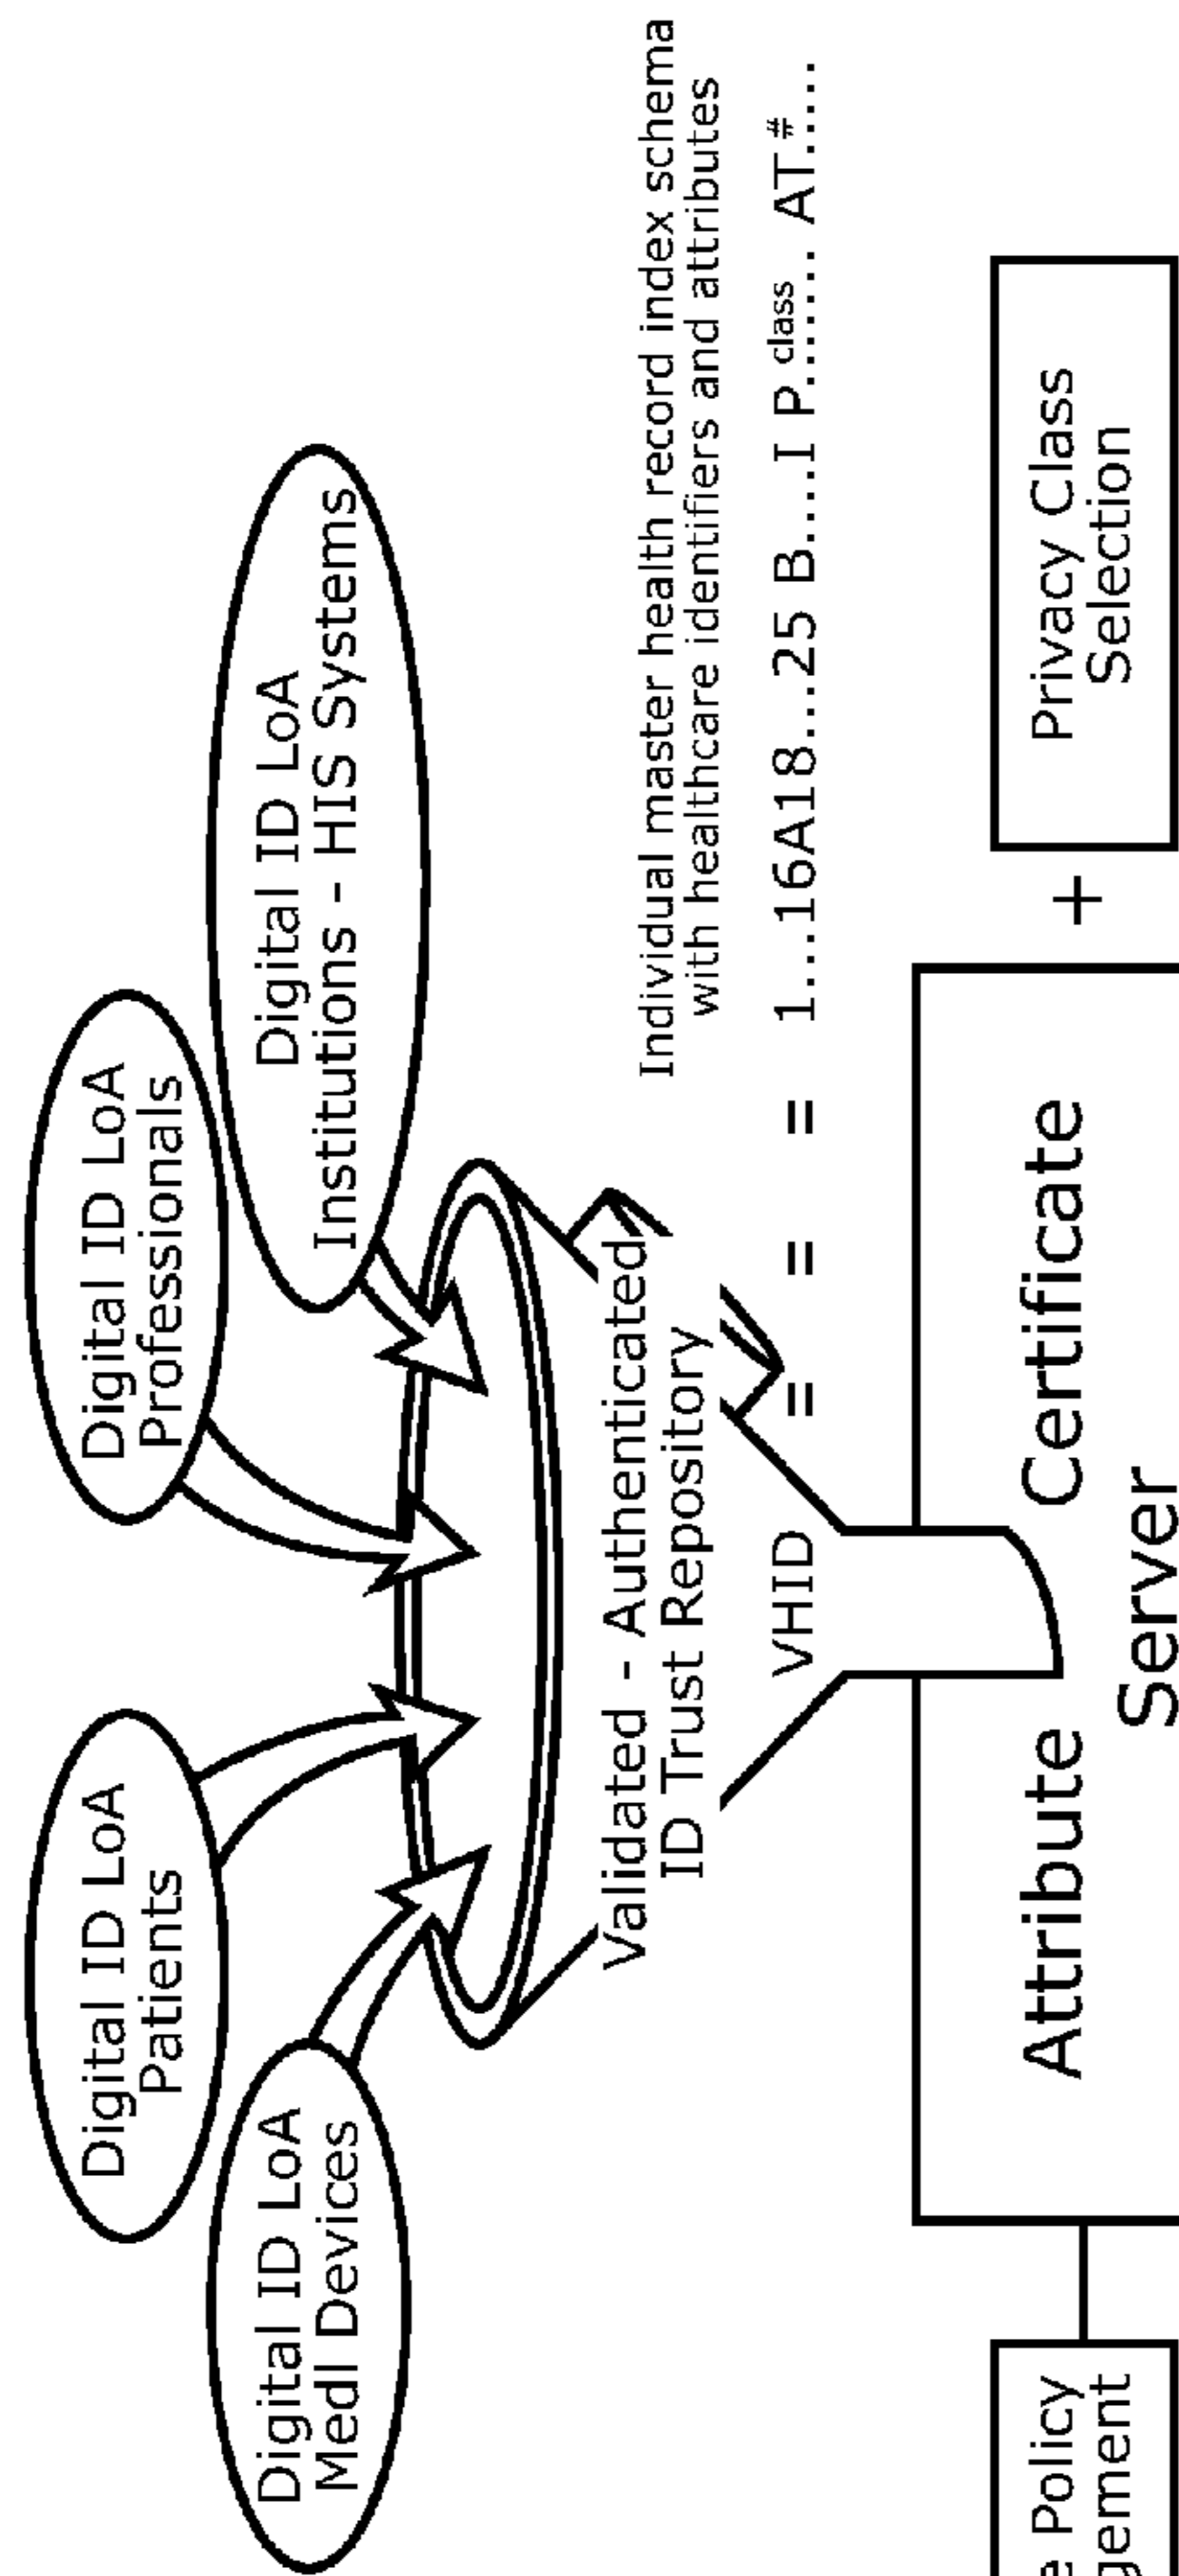 Digital ID LoA
Patients
Digital ID LoA
Professionals
Digital ID LoA
Medl Devices
Digital ID LoA
Institutions - HIS Systems
Validated - Authenticated
ID Trust Repository
Individual master health record index schema
with healthcare identifiers and attributes
VHID = = = 1...16A18...25 B.....I P class....... AT #.....
Policy
Attribute Certificate
Server
+
Privacy Class
Selection